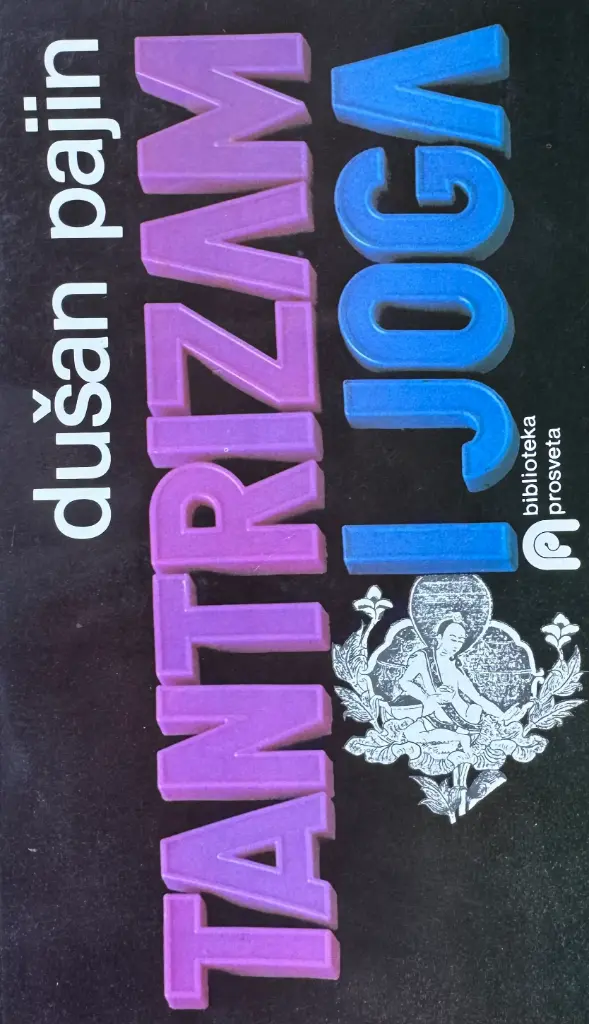 dušan pajin
TANTRIZAM
I JOGA
biblioteka
prosveta